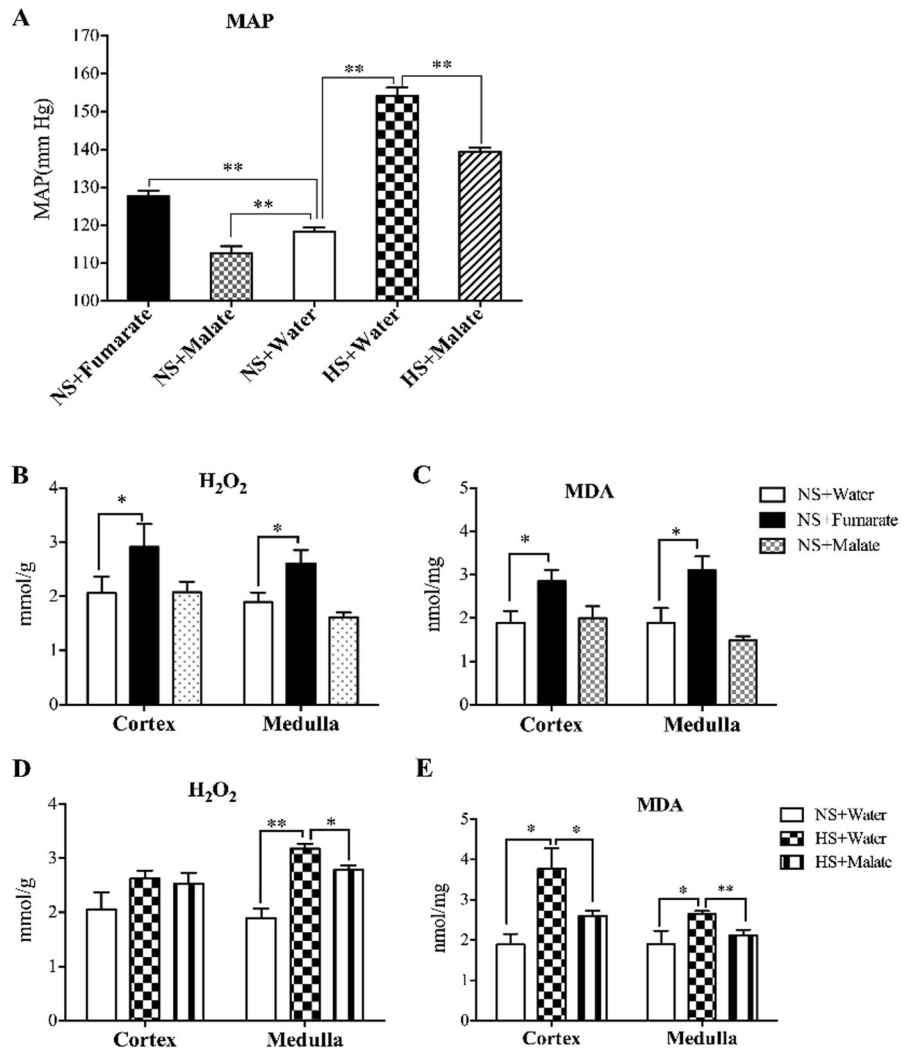 A
MAP
MAP(mm Hg)
170
160
150
140
130
120
110
100
**
**
**
**
NS+Fumarate
NS+Malate
NS+Water
HS+Water
HS+Malate
B
H₂O₂
mmol/g
4
3
2
1
0
*
*
Cortex
Medulla
C
MDA
nmol/mg
5
4
3
2
1
0
*
*
Cortex
Medulla
NS+Water
NS+Fumarate
NS+Malate
D
H₂O₂
mmol/g
4
3
2
1
0
**
*
Cortex
Medulla
E
MDA
nmol/mg
5
4
3
2
1
0
*
*
*
**
Cortex
Medulla
NS+Water
HS+Water
HS+Malate